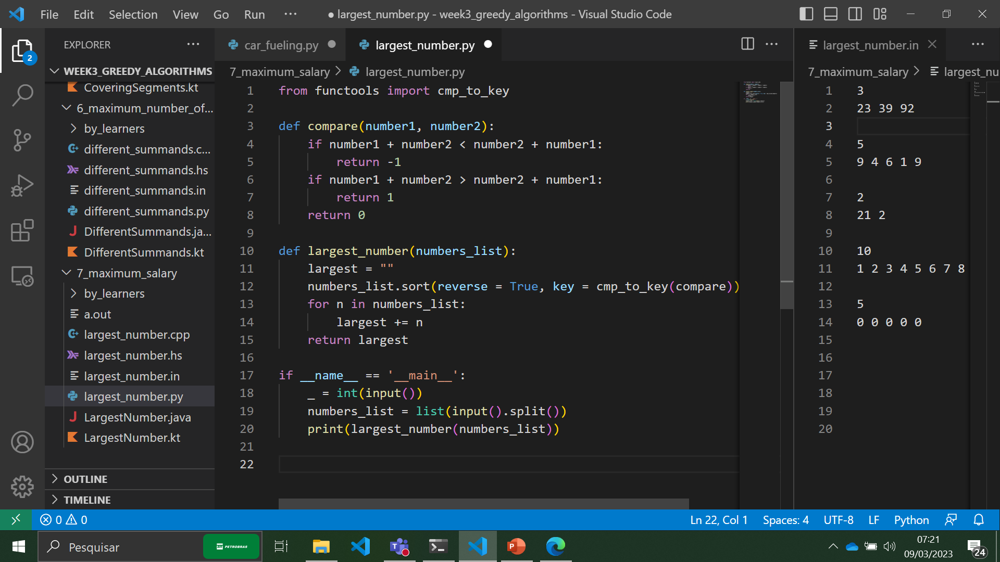 File Edit Selection View Go Run ··· ● largest_number.py - week3_greedy_algorithms - Visual Studio Code
EXPLORER ···
WEEK3_GREEDY_ALGORITHMS
CoveringSegments.kt
6_maximum_number_of...
by_learners
different_summands.c...
different_summands.hs
different_summands.in
different_summands.py
DifferentSummands.ja...
DifferentSummands.kt
7_maximum_salary
by_learners
a.out
largest_number.cpp
largest_number.hs
largest_number.in
largest_number.py
LargestNumber.java
LargestNumber.kt
OUTLINE
TIMELINE
2
car_fueling.py ● largest_number.py ●
7_maximum_salary > largest_number.py
1 from functools import cmp_to_key
2
3 def compare(number1, number2):
4     if number1 + number2 < number2 + number1:
5         return -1
6     if number1 + number2 > number2 + number1:
7         return 1
8     return 0
9
10 def largest_number(numbers_list):
11     largest = ""
12     numbers_list.sort(reverse = True, key = cmp_to_key(compare))
13     for n in numbers_list:
14         largest += n
15     return largest
16
17 if __name__ == '__main__':
18     _ = int(input())
19     numbers_list = list(input().split())
20     print(largest_number(numbers_list))
21
22
largest_number.in
7_maximum_salary > largest_nu
1 3
2 23 39 92
3
4 5
5 9 4 6 1 9
6
7 2
8 21 2
9
10 10
11 1 2 3 4 5 6 7 8
12
13 5
14 0 0 0 0 0
15
16
17
18
19
20
0 0 Ln 22, Col 1 Spaces: 4 UTF-8 LF Python
Pesquisar BR PETROBRAS
07:21
09/03/2023
24